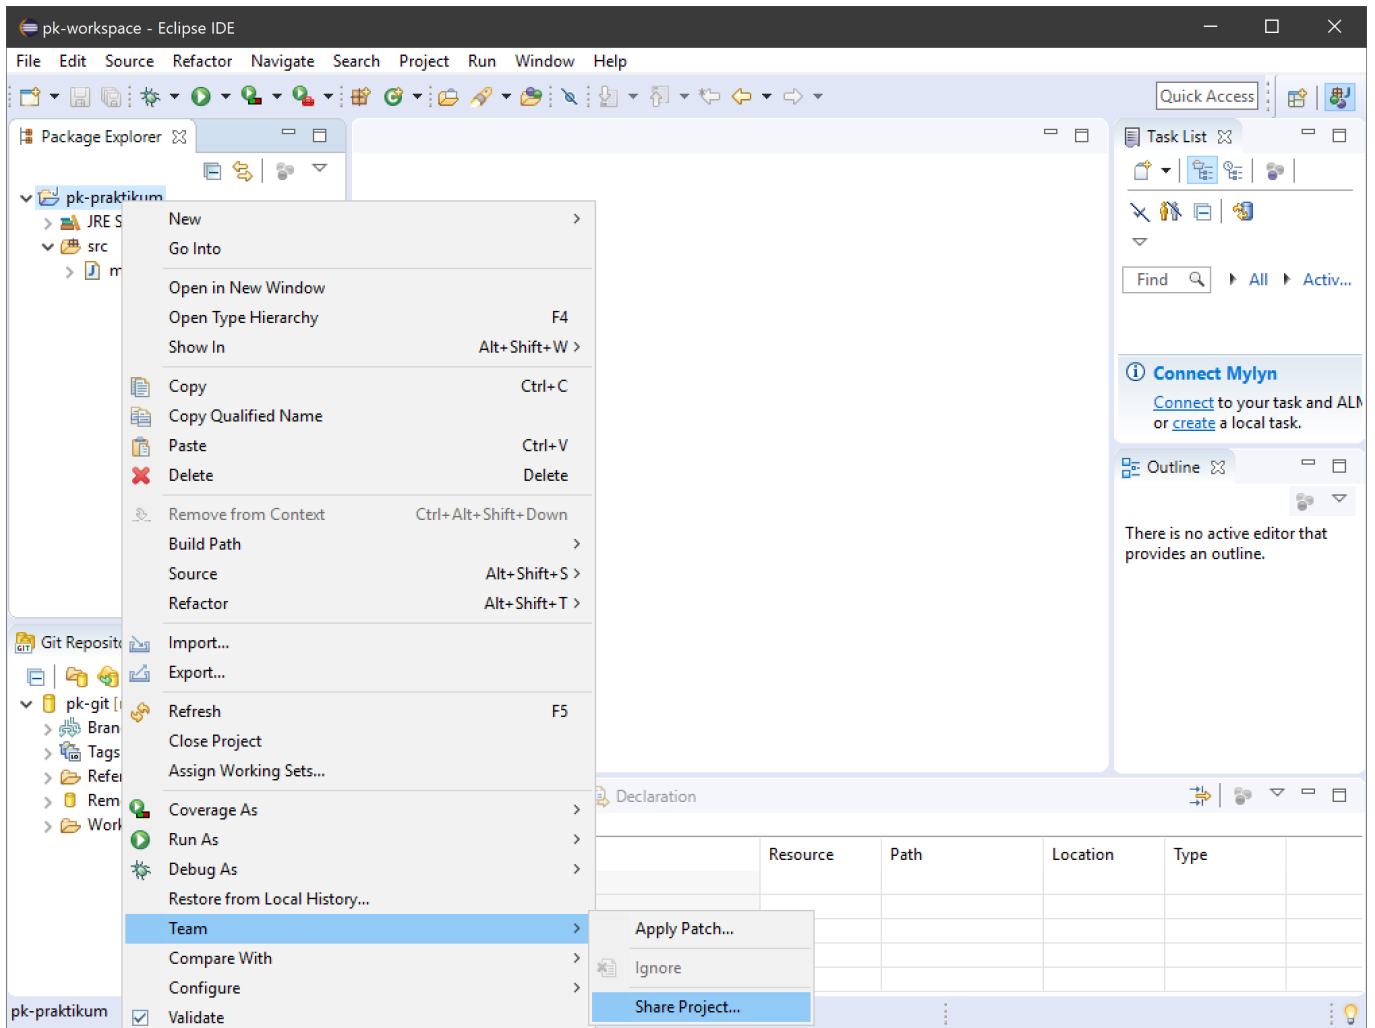 pk-workspace - Eclipse IDE
File Edit Source Refactor Navigate Search Project Run Window Help
Quick Access
Package Explorer
pk-praktikum
JRE S
src
m
New
Go Into
Open in New Window
Open Type Hierarchy F4
Show In Alt+Shift+W
Copy Ctrl+C
Copy Qualified Name
Paste Ctrl+V
Delete Delete
Remove from Context Ctrl+Alt+Shift+Down
Build Path
Source Alt+Shift+S
Refactor Alt+Shift+T
Import...
Export...
Refresh F5
Close Project
Assign Working Sets...
Coverage As
Run As
Debug As
Restore from Local History...
Team
Compare With
Configure
Validate
Apply Patch...
Ignore
Share Project...
Git Reposito
GIT
pk-git [
Bran
Tags
Refe
Rem
Work
Task List
Find All Activ...
Connect Mylyn
Connect to your task and ALM
or create a local task.
Outline
There is no active editor that
provides an outline.
Declaration
Resource Path Location Type
pk-praktikum